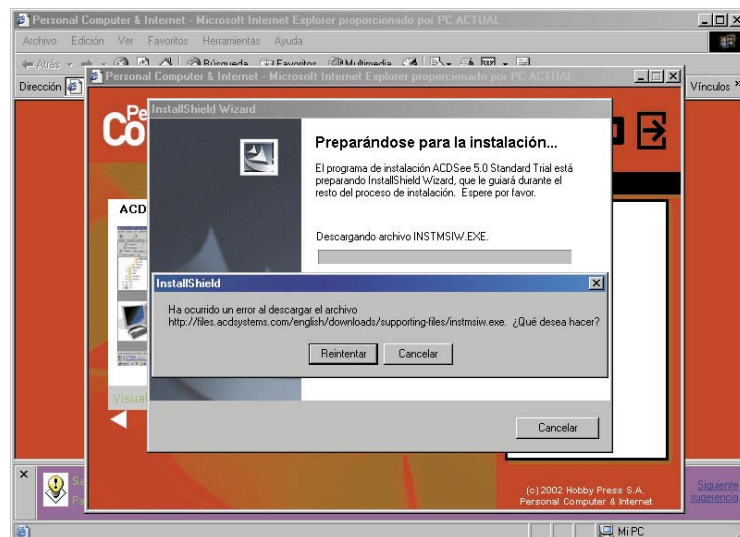 Personal Computer & Internet - Microsoft Internet Explorer proporcionado por PC ACTUAL
Archivo Edición Ver Favoritos Herramientas Ayuda
Atrás Búsqueda Favoritos Multimedia
Dirección
Vínculos »
Personal Computer & Internet - Microsoft Internet Explorer proporcionado por PC ACTUAL
Pe
Co
InstallShield Wizard
Preparándose para la instalación...
El programa de instalación ACDSee 5.0 Standard Trial está
preparando InstallShield Wizard, que le guiará durante el
resto del proceso de instalación. Espere por favor.
ACD
Descargando archivo INSTMSIW.EXE.
InstallShield
Ha ocurrido un error al descargar el archivo
http://files.acdsystems.com/english/downloads/supporting-files/instmsiw.exe. ¿Qué desea hacer?
Reintentar Cancelar
Visual
Cancelar
(c)2002 Hobby Press S.A.
Personal Computer & Internet
Se
Pa
Siguiente
sugerencia
Mi PC